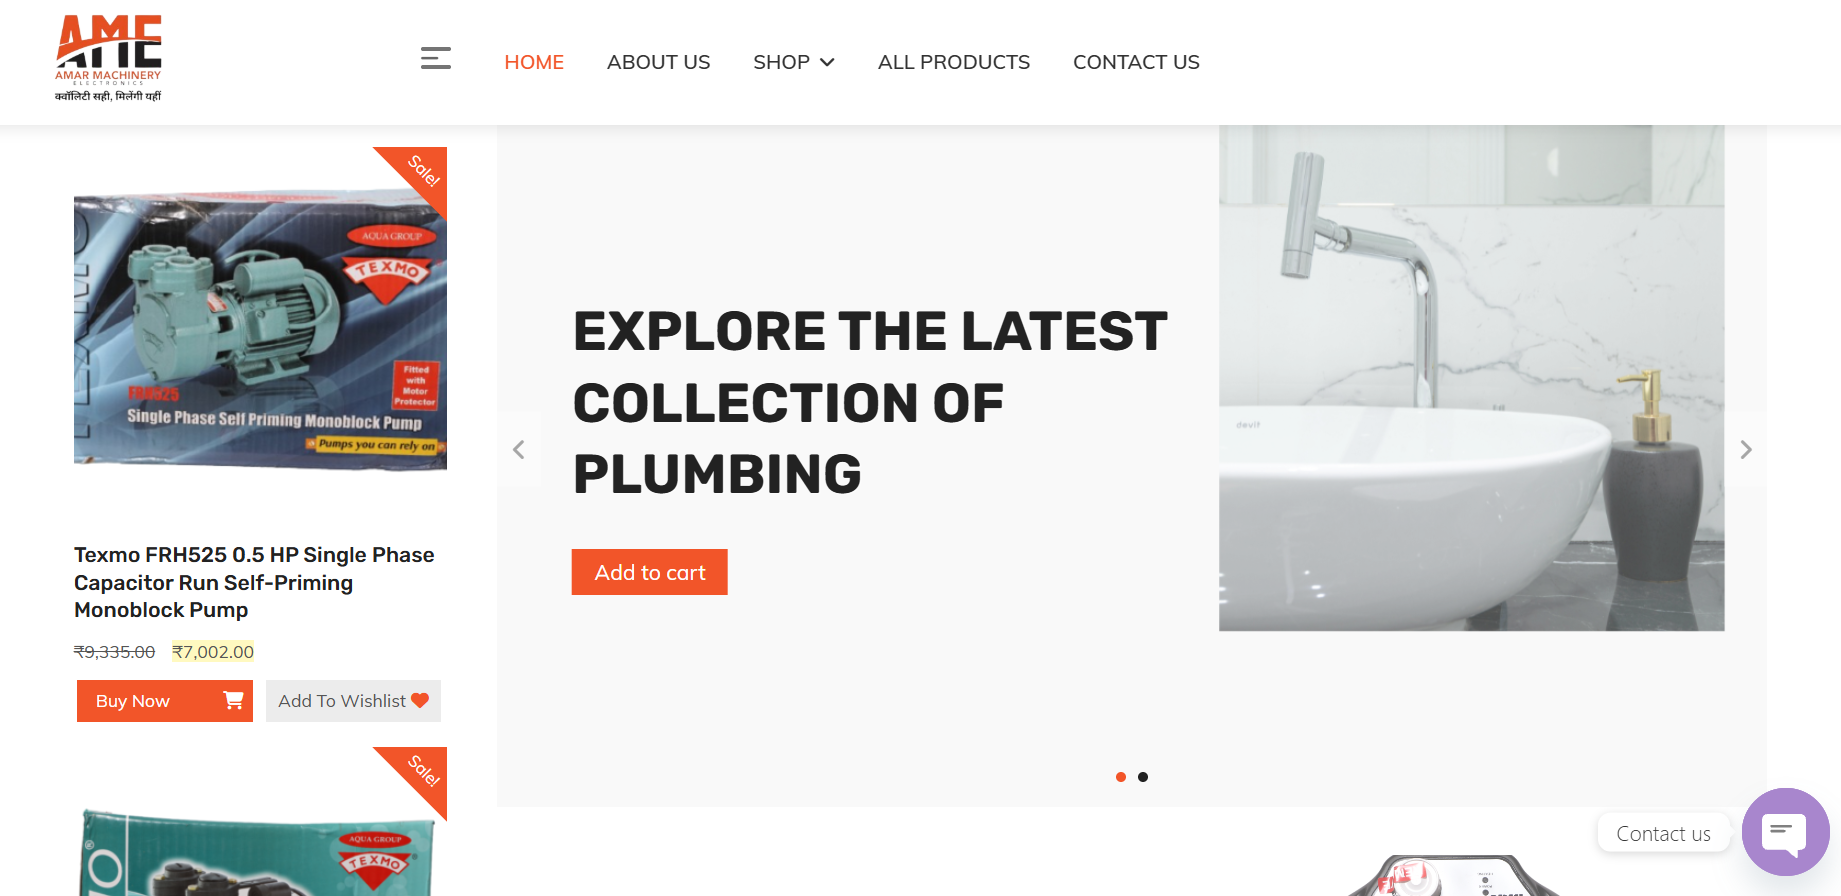 AME
AMAR MACHINERY
ELECTRONICS
क्वॉलिटी सही, मिलेंगी यहीं
HOME
ABOUT US
SHOP
ALL PRODUCTS
CONTACT US
Sale!
AQUA GROUP
TEXMO
Fitted
with
Motor
Protector
FRH525
Single Phase Self Priming Monoblock Pump
Pumps you can rely on
Texmo FRH525 0.5 HP Single Phase
Capacitor Run Self-Priming
Monoblock Pump
₹9,335.00 ₹7,002.00
Buy Now
Add To Wishlist
Sale!
AQUA GROUP
TEXMO
EXPLORE THE LATEST
COLLECTION OF
PLUMBING
Add to cart
devit
Contact us